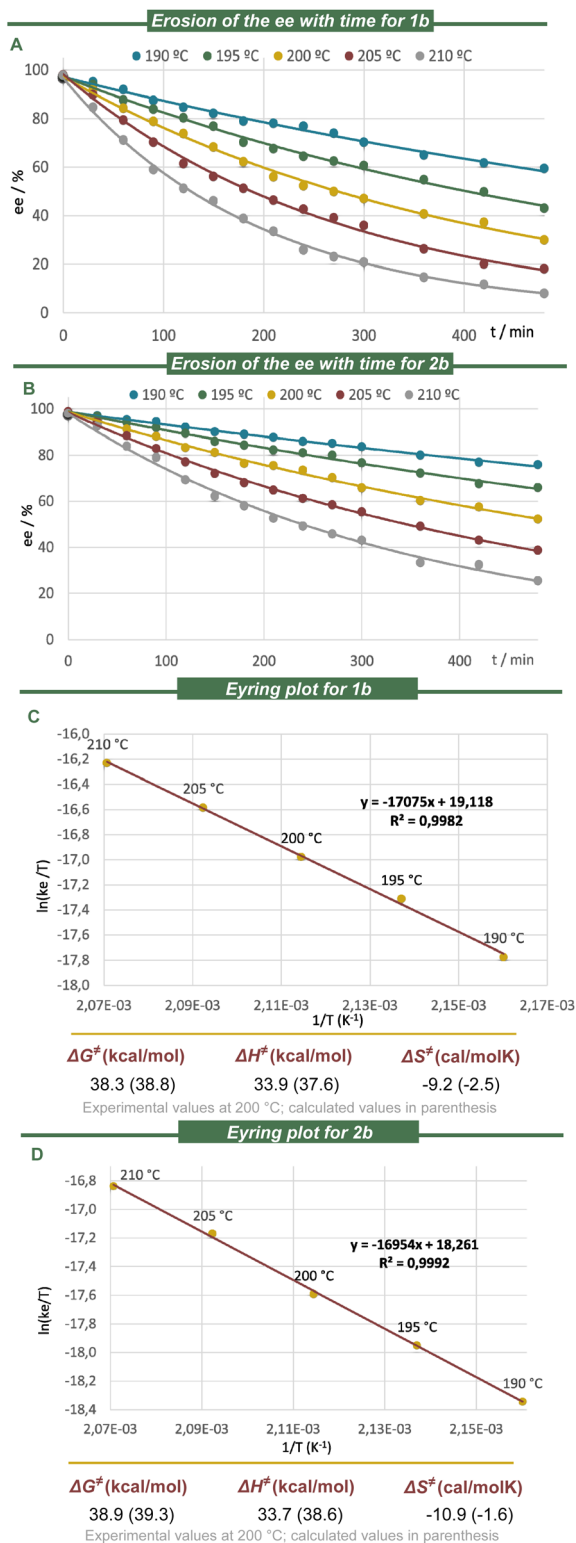 Erosion of the ee with time for 1b
A
190 ºC 195 ºC 200 ºC 205 ºC 210 ºC
100
80
60
40
20
0
ee / %
0 100 200 300 400
t / min
Erosion of the ee with time for 2b
B
190 ºC 195 ºC 200 ºC 205 ºC 210 ºC
100
80
60
40
20
0
ee / %
0 100 200 300 400
t / min
Eyring plot for 1b
C
-16,0
-16,2
-16,4
-16,6
-16,8
-17,0
-17,2
-17,4
-17,6
-17,8
-18,0
ln(ke/T)
210 °C
205 °C
200 °C
195 °C
190 °C
y = -17075x + 19,118
R² = 0,9982
2,07E-03 2,09E-03 2,11E-03 2,13E-03 2,15E-03 2,17E-03
1/T (K⁻¹)
ΔG≠ (kcal/mol) ΔH≠ (kcal/mol) ΔS≠ (cal/molK)
38.3 (38.8) 33.9 (37.6) -9.2 (-2.5)
Experimental values at 200 °C; calculated values in parenthesis
Eyring plot for 2b
D
-16,8
-17,0
-17,2
-17,4
-17,6
-17,8
-18,0
-18,2
-18,4
ln(ke/T)
210 °C
205 °C
200 °C
195 °C
190 °C
y = -16954x + 18,261
R² = 0,9992
2,07E-03 2,09E-03 2,11E-03 2,13E-03 2,15E-03
1/T (K⁻¹)
ΔG≠ (kcal/mol) ΔH≠ (kcal/mol) ΔS≠ (cal/molK)
38.9 (39.3) 33.7 (38.6) -10.9 (-1.6)
Experimental values at 200 °C; calculated values in parenthesis